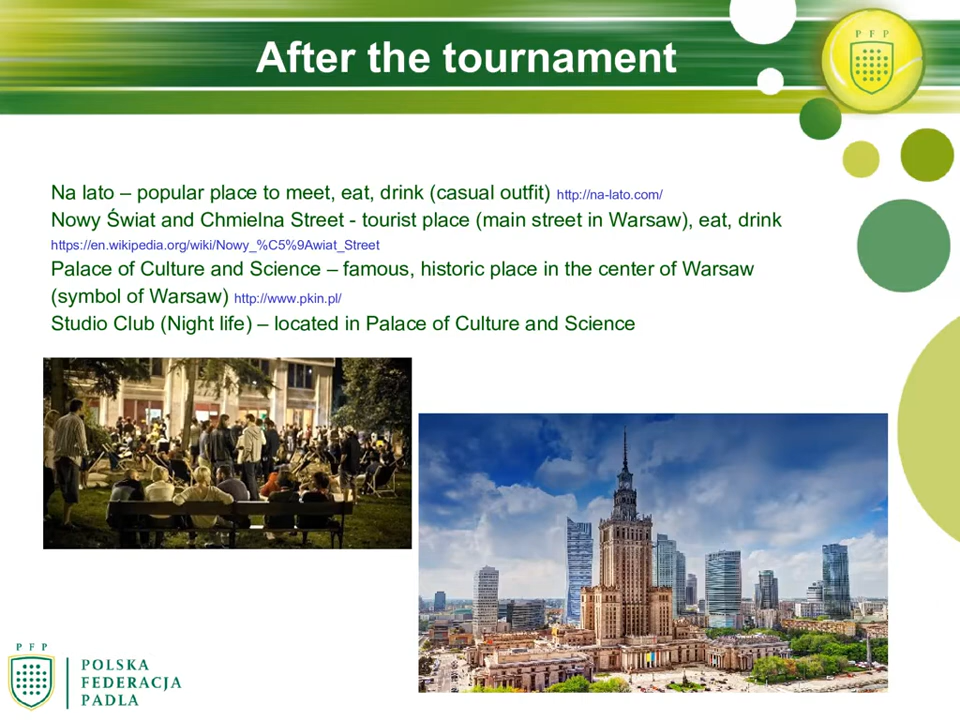 After the tournament
P F P
Na lato – popular place to meet, eat, drink (casual outfit) http://na-lato.com/
Nowy Świat and Chmielna Street - tourist place (main street in Warsaw), eat, drink
https://en.wikipedia.org/wiki/Nowy_%C5%9Awiat_Street
Palace of Culture and Science – famous, historic place in the center of Warsaw
(symbol of Warsaw) http://www.pkin.pl/
Studio Club (Night life) – located in Palace of Culture and Science
P F P
POLSKA
FEDERACJA
PADLA